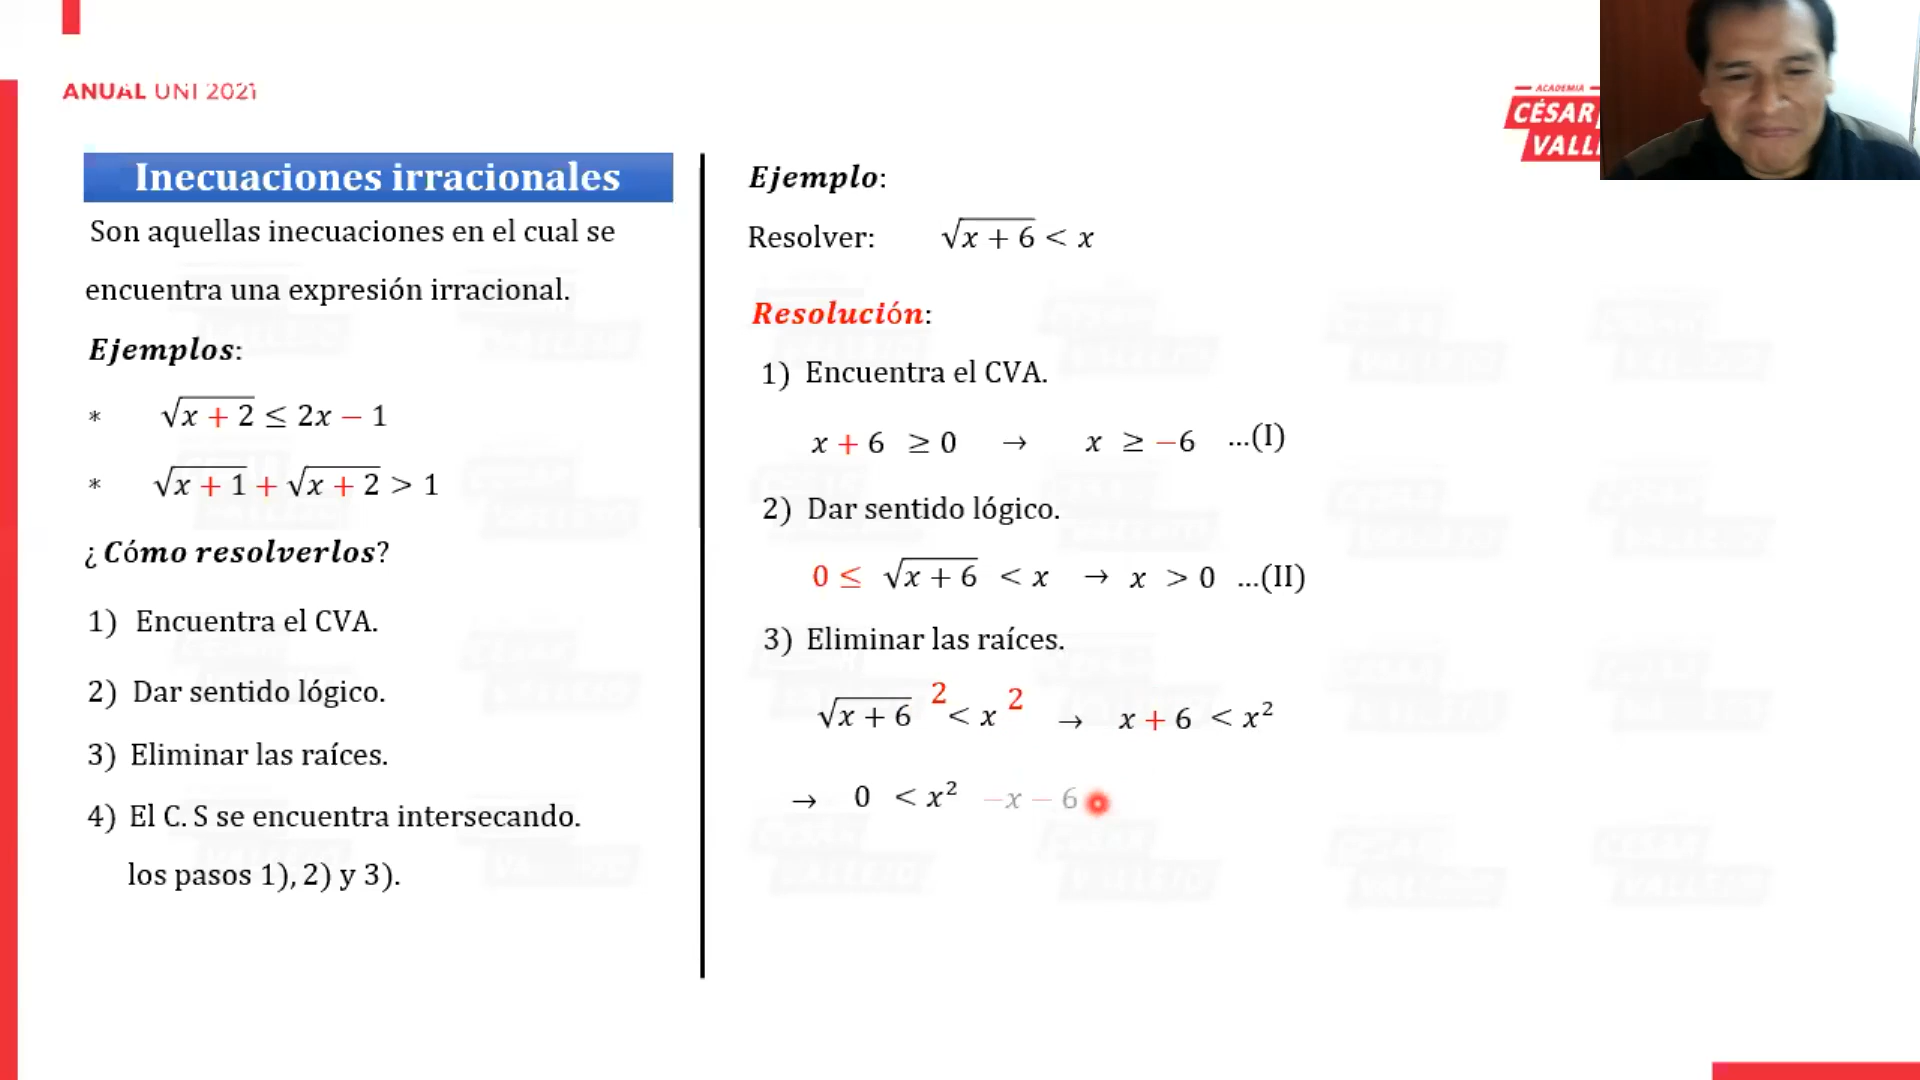 ANUAL UNI 2021
ACADEMIA
CÉSAR
VALLE
Inecuaciones irracionales
Son aquellas inecuaciones en el cual se
encuentra una expresión irracional.
Ejemplos:
* √(x + 2) ≤ 2x − 1
* √(x + 1) + √(x + 2) > 1
¿Cómo resolverlos?
1) Encuentra el CVA.
2) Dar sentido lógico.
3) Eliminar las raíces.
4) El C. S se encuentra intersecando.
los pasos 1), 2) y 3).
Ejemplo:
Resolver: √(x + 6) < x
Resolución:
1) Encuentra el CVA.
x + 6 ≥ 0 → x ≥ −6 ...(I)
2) Dar sentido lógico.
0 ≤ √(x + 6) < x → x > 0 ...(II)
3) Eliminar las raíces.
√(x + 6)² < x² → x + 6 < x²
→ 0 < x² −x − 6